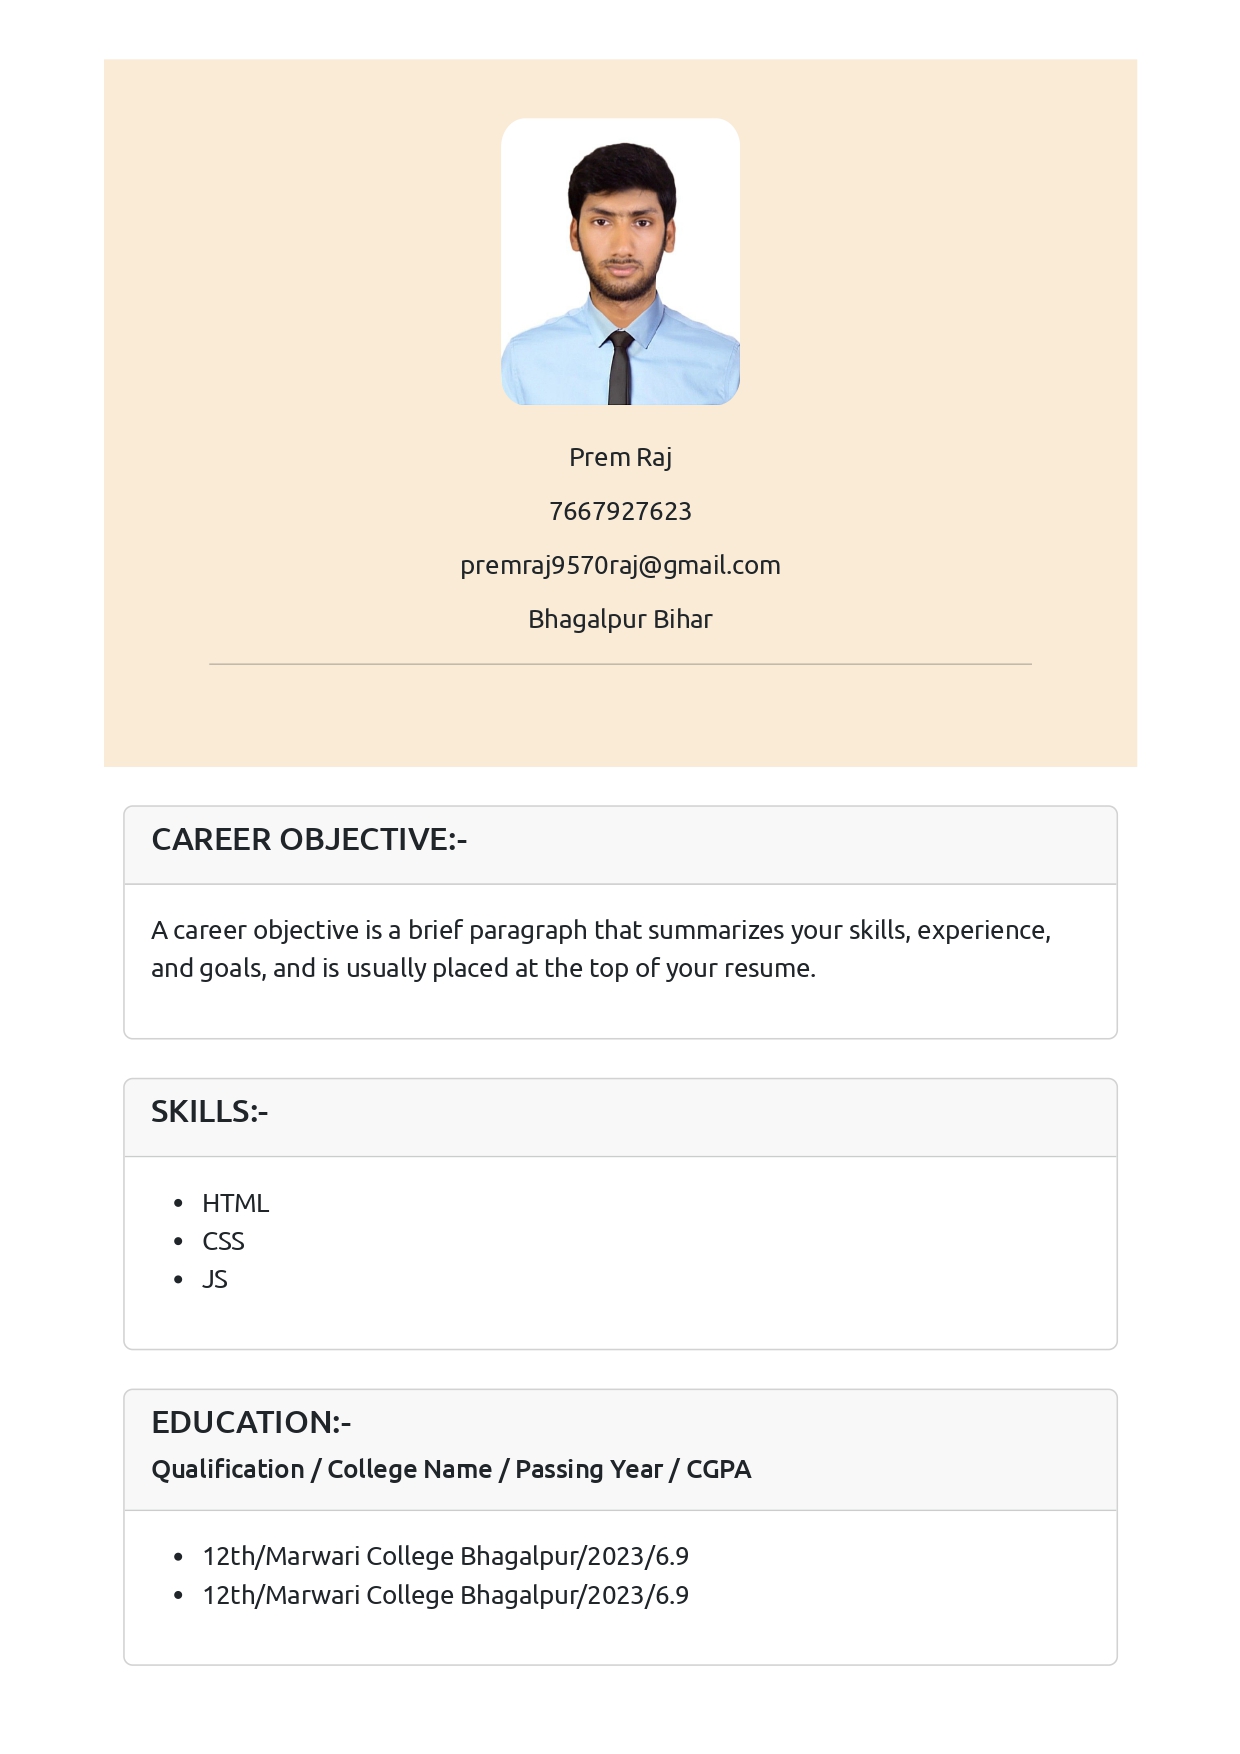 Prem Raj
7667927623
premraj9570raj@gmail.com
Bhagalpur Bihar
CAREER OBJECTIVE:-
A career objective is a brief paragraph that summarizes your skills, experience,
and goals, and is usually placed at the top of your resume.
SKILLS:-
• HTML
• CSS
• JS
EDUCATION:-
Qualification / College Name / Passing Year / CGPA
• 12th/Marwari College Bhagalpur/2023/6.9
• 12th/Marwari College Bhagalpur/2023/6.9